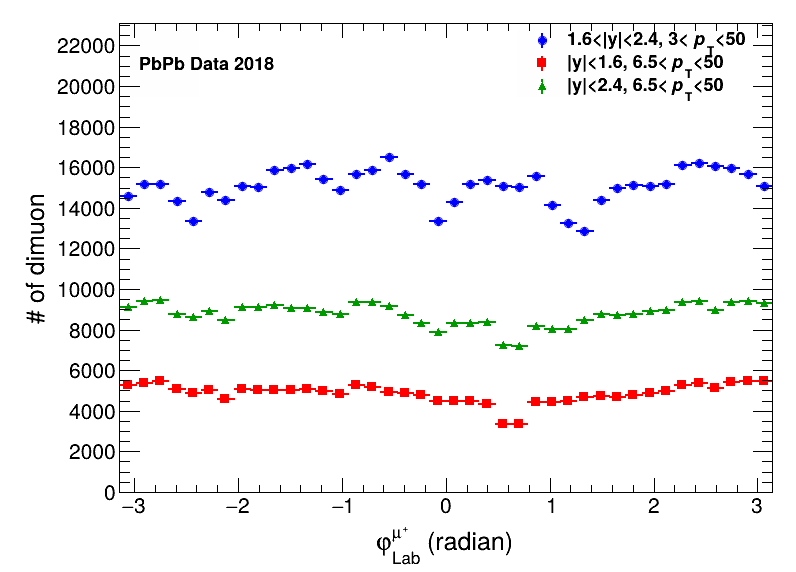 1.6<|y|<2.4, 3< p_T<50
PbPb Data 2018
|y|<1.6, 6.5< p_T<50
|y|<2.4, 6.5< p_T<50
# of dimuon
22000
20000
18000
16000
14000
12000
10000
8000
6000
4000
2000
0
−3 −2 −1 0 1 2 3
φ_Lab^μ⁺ (radian)